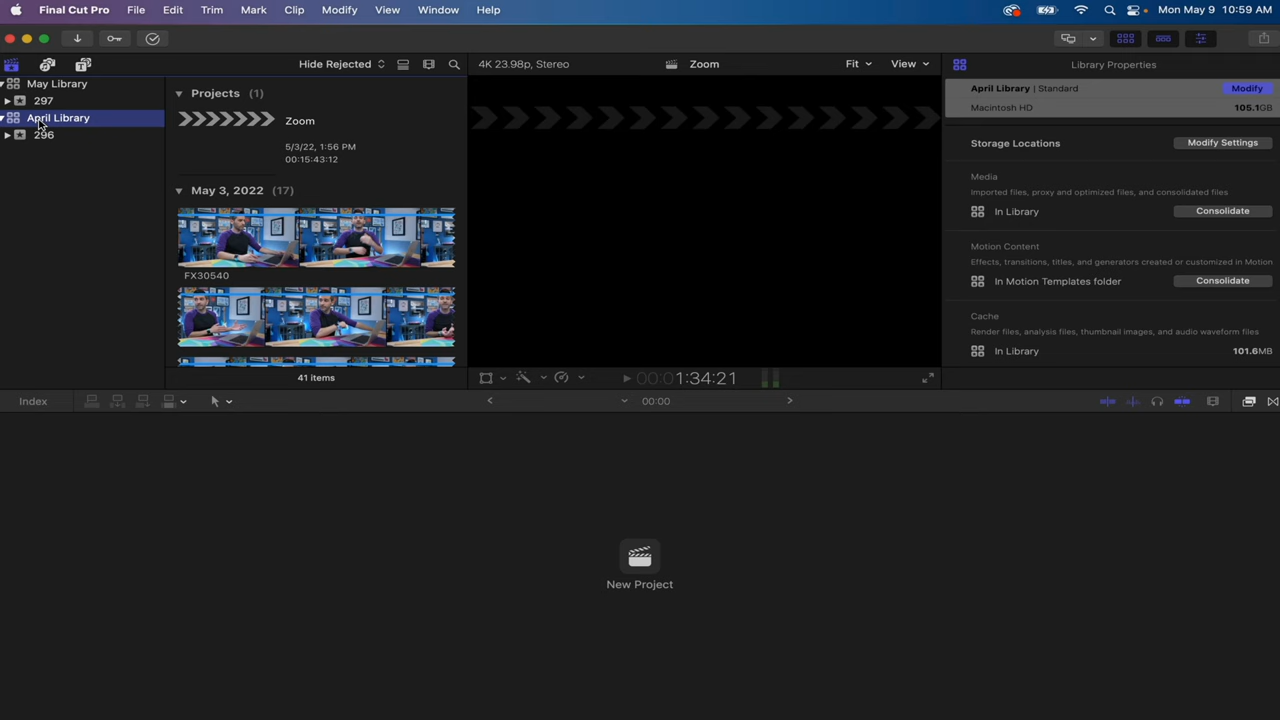 Final Cut Pro File Edit Trim Mark Clip Modify View Window Help Mon May 9 10:59 AM
Hide Rejected
4K 23.98p, Stereo Zoom Fit View
Library Properties
May Library
297
April Library
296
Projects (1)
Zoom
5/3/22, 1:56 PM
00:15:43:12
May 3, 2022 (17)
FX30540
41 items
00:01:34:21
April Library | Standard Modify
Macintosh HD 105.1GB
Storage Locations Modify Settings
Media
Imported files, proxy and optimized files, and consolidated files
In Library Consolidate
Motion Content
Effects, transitions, titles, and generators created or customized in Motion
In Motion Templates folder Consolidate
Cache
Render files, analysis files, thumbnail images, and audio waveform files
In Library 101.6MB
Index 00:00
New Project